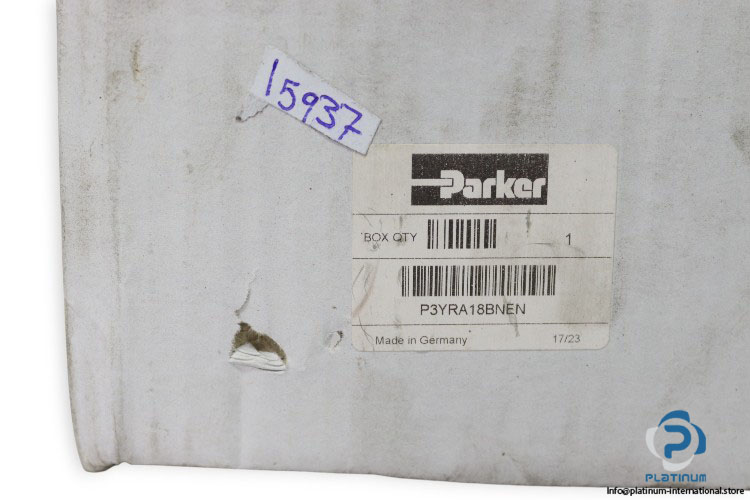 15937
Parker
BOX QTY 1
P3YRA18BNEN
Made in Germany 17/23
PLATINUM
Info@platinum-international.store